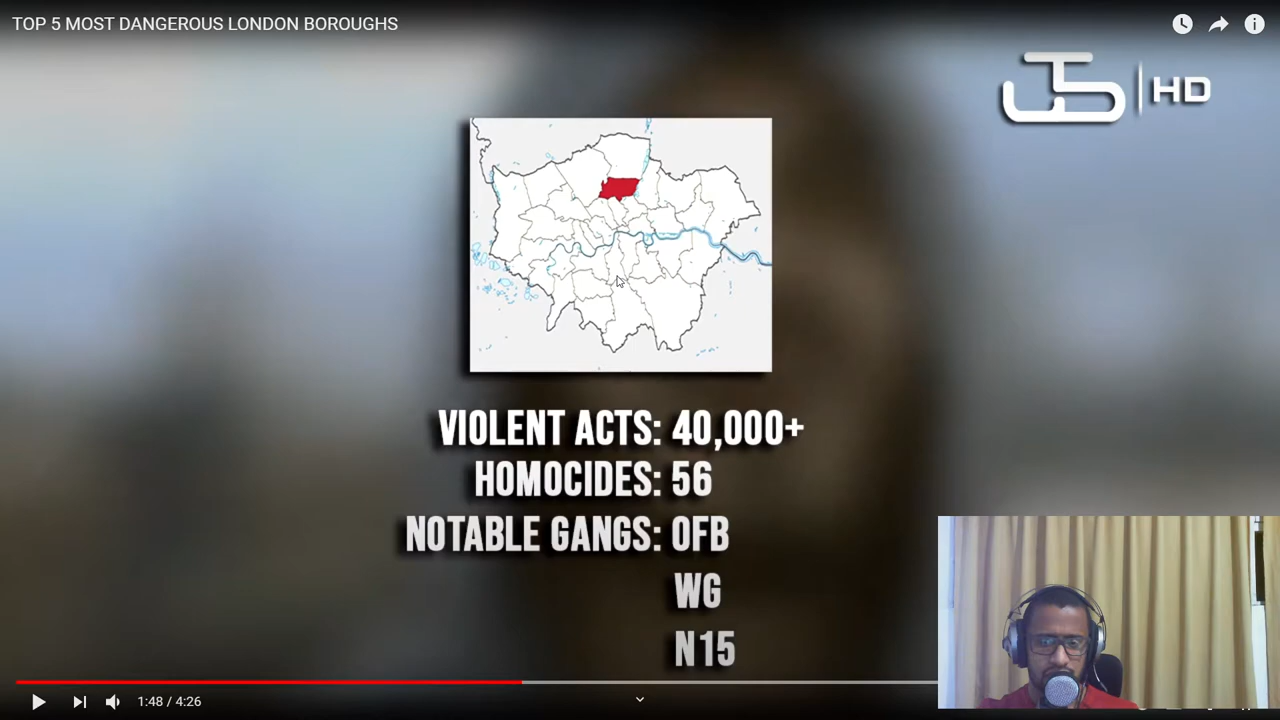 TOP 5 MOST DANGEROUS LONDON BOROUGHS
JTS HD
VIOLENT ACTS: 40,000+
HOMOCIDES: 56
NOTABLE GANGS: OFB
WG
N15
1:48 / 4:26